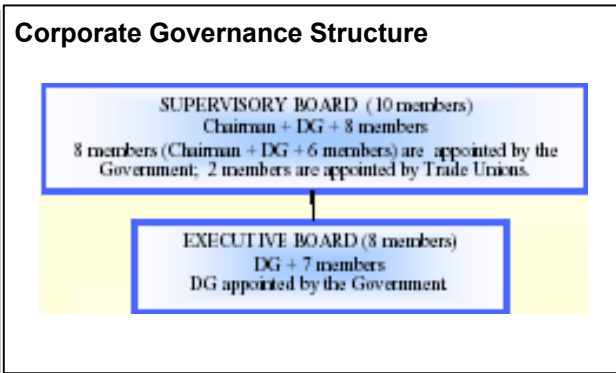 Corporate Governance Structure
SUPERVISORY BOARD (10 members)
Chairman + DG + 8 members
8 members (Chairman + DG + 6 members) are appointed by the
Government; 2 members are appointed by Trade Unions.
EXECUTIVE BOARD (8 members)
DG + 7 members
DG appointed by the Government